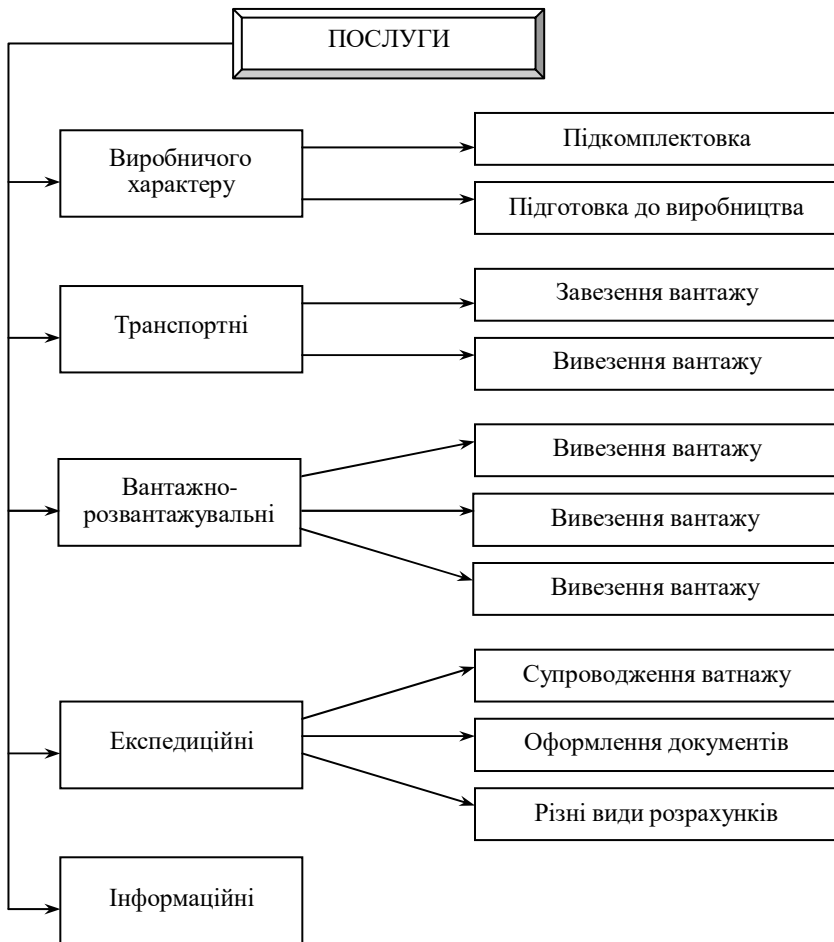 ПОСЛУГИ
Виробничого
характеру
Підкомплектовка
Підготовка до виробництва
Транспортні
Завезення вантажу
Вивезення вантажу
Вантажно-
розвантажувальні
Вивезення вантажу
Вивезення вантажу
Вивезення вантажу
Експедиційні
Супроводження ватнажу
Оформлення документів
Різні види розрахунків
Інформаційні